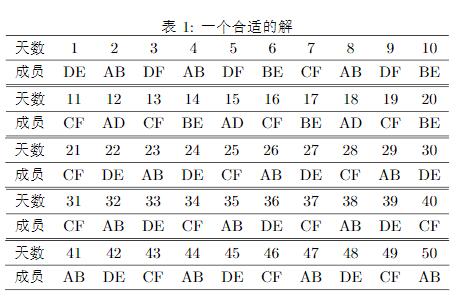 表 1: 一个合适的解
天数 1 2 3 4 5 6 7 8 9 10
成员 DE AB DF AB DF BE CF AB DF BE
天数 11 12 13 14 15 16 17 18 19 20
成员 CF AD CF BE AD CF BE AD CF BE
天数 21 22 23 24 25 26 27 28 29 30
成员 CF DE AB DE CF AB DE CF AB DE
天数 31 32 33 34 35 36 37 38 39 40
成员 CF AB DE CF AB DE CF AB DE CF
天数 41 42 43 44 45 46 47 48 49 50
成员 AB DE CF AB DE CF AB DE CF AB